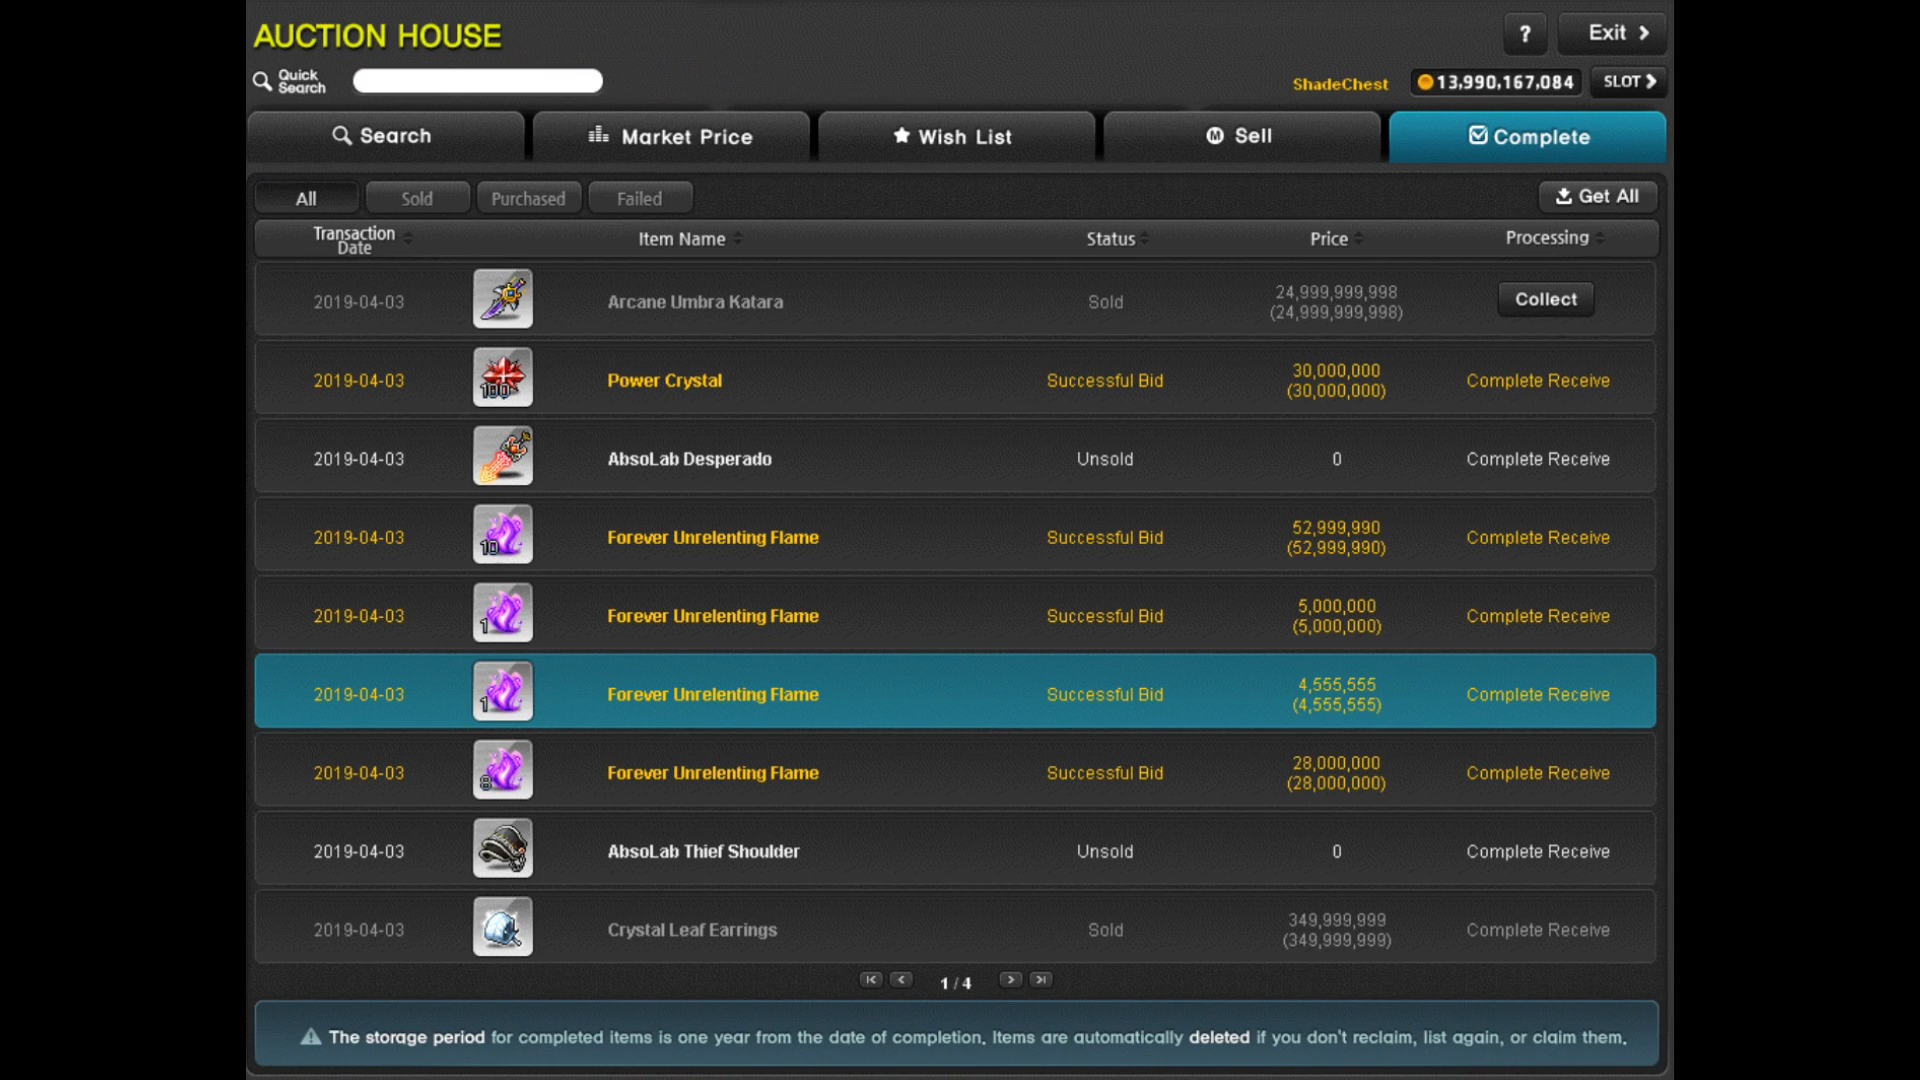 AUCTION HOUSE
? Exit
Quick
Search
ShadeChest 13,990,167,084 SLOT
Search Market Price Wish List Sell Complete
All Sold Purchased Failed Get All
Transaction
Date Item Name Status Price Processing
2019-04-03 Arcane Umbra Katara Sold 24,999,999,998
(24,999,999,998) Collect
2019-04-03 100 Power Crystal Successful Bid 30,000,000
(30,000,000) Complete Receive
2019-04-03 AbsoLab Desperado Unsold 0 Complete Receive
2019-04-03 10 Forever Unrelenting Flame Successful Bid 52,999,990
(52,999,990) Complete Receive
2019-04-03 1 Forever Unrelenting Flame Successful Bid 5,000,000
(5,000,000) Complete Receive
2019-04-03 1 Forever Unrelenting Flame Successful Bid 4,555,555
(4,555,555) Complete Receive
2019-04-03 8 Forever Unrelenting Flame Successful Bid 28,000,000
(28,000,000) Complete Receive
2019-04-03 AbsoLab Thief Shoulder Unsold 0 Complete Receive
2019-04-03 Crystal Leaf Earrings Sold 349,999,999
(349,999,999) Complete Receive
1 / 4
The storage period for completed items is one year from the date of completion. Items are automatically deleted if you don't reclaim, list again, or claim them.